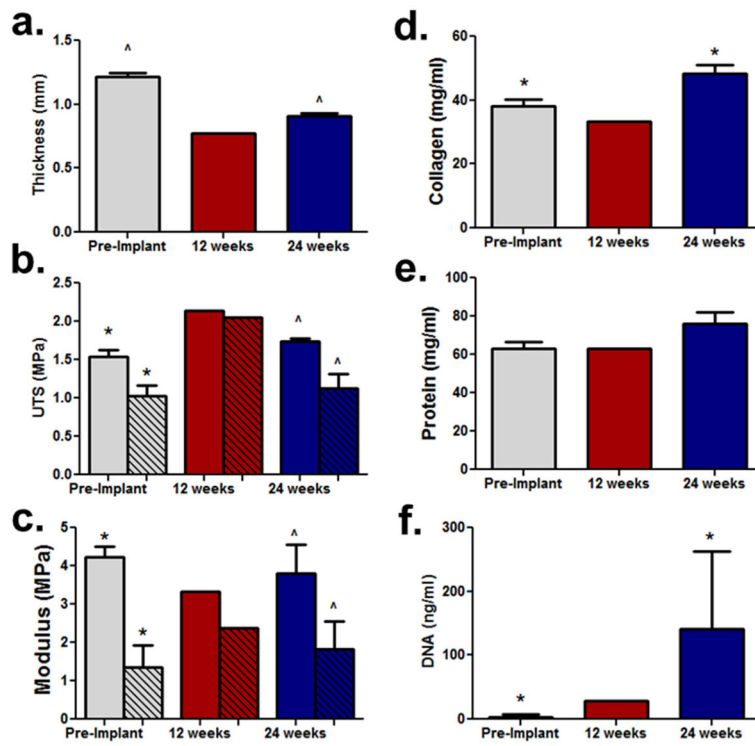 a.
Thickness (mm)
1.5
1.0
0.5
0.0
^
^
Pre-Implant 12 weeks 24 weeks
b.
UTS (MPa)
2.5
2.0
1.5
1.0
0.5
0.0
*
*
^
^
Pre-Implant 12 weeks 24 weeks
c.
Modulus (MPa)
5
4
3
2
1
0
*
*
^
^
Pre-Implant 12 weeks 24 weeks
d.
Collagen (mg/ml)
60
40
20
0
*
*
Pre-Implant 12 weeks 24 weeks
e.
Protein (mg/ml)
100
80
60
40
20
0
Pre-Implant 12 weeks 24 weeks
f.
DNA (ng/ml)
300
200
100
0
*
*
Pre-Implant 12 weeks 24 weeks